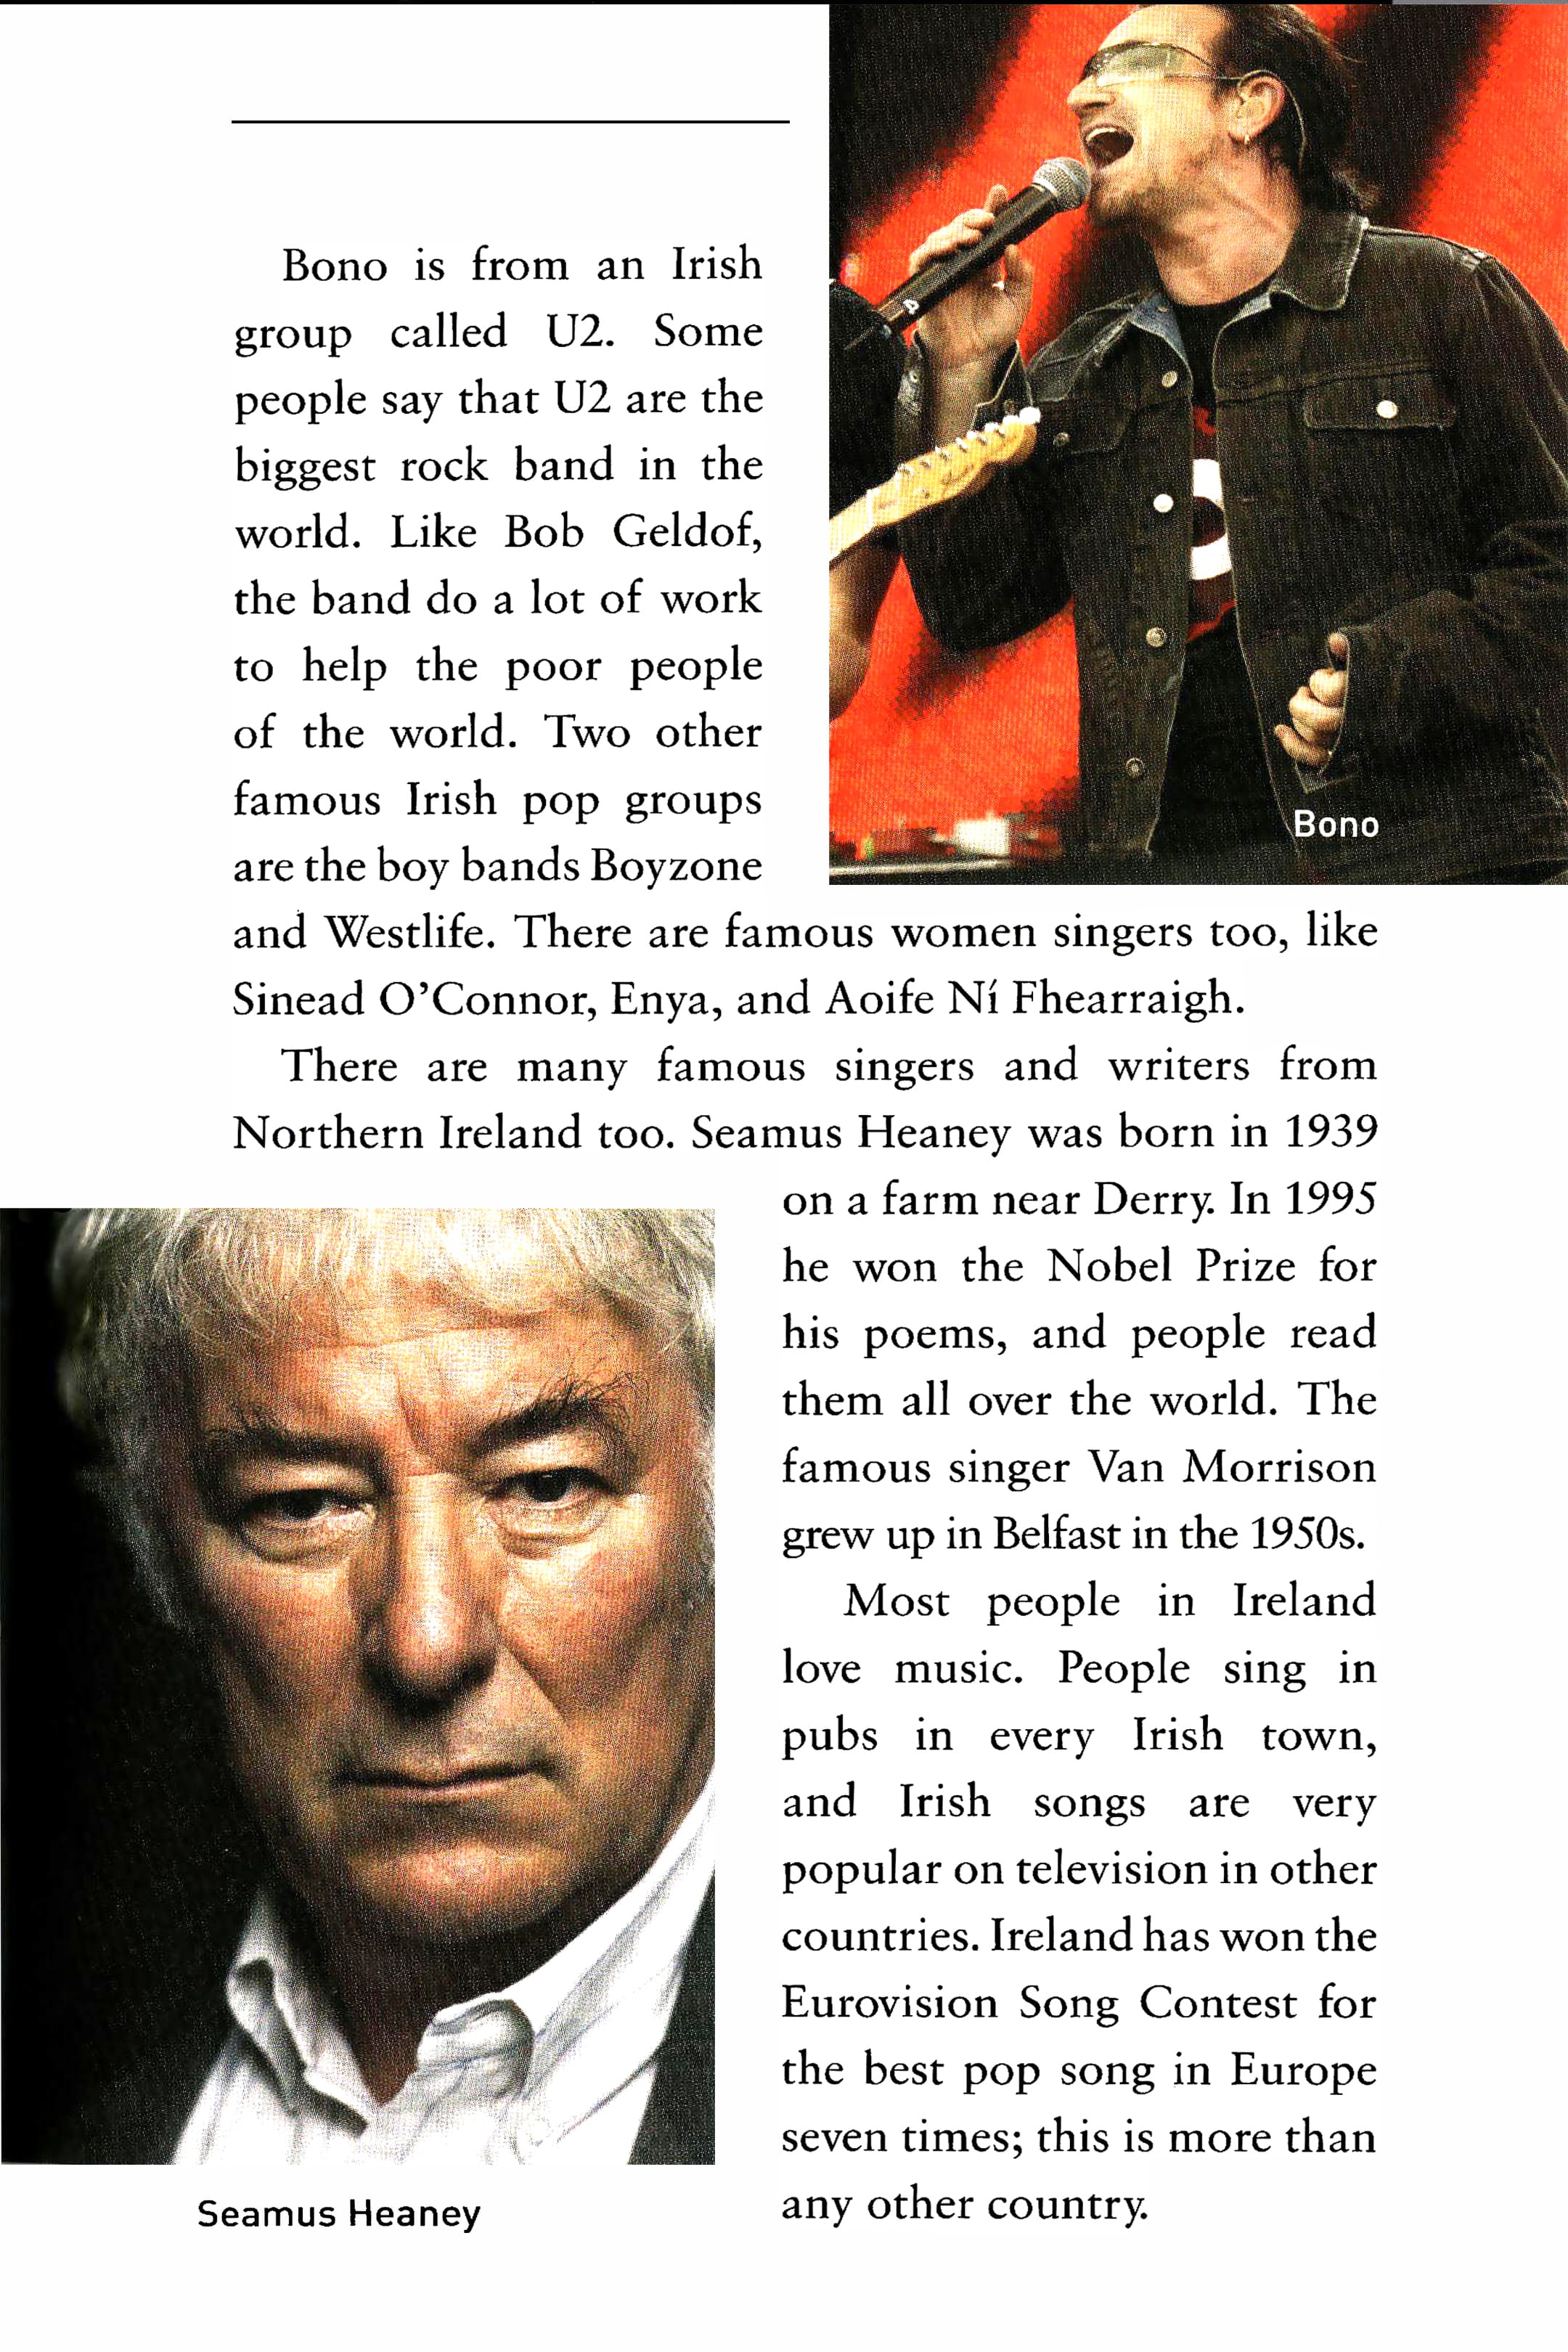 Bono is from an Irish
group called U2. Some
people say that U2 are the
biggest rock band in the
world. Like Bob Geldof,
the band do a lot of work
to help the poor people
of the world. Two other
famous Irish pop groups
are the boy bands Boyzone
and Westlife. There are famous women singers too, like
Sinead O'Connor, Enya, and Aoife Ní Fhearraigh.
There are many famous singers and writers from
Northern Ireland too. Seamus Heaney was born in 1939
on a farm near Derry. In 1995
he won the Nobel Prize for
his poems, and people read
them all over the world. The
famous singer Van Morrison
grew up in Belfast in the 1950s.
Most people in Ireland
love music. People sing in
pubs in every Irish town,
and Irish songs are very
popular on television in other
countries. Ireland has won the
Eurovision Song Contest for
the best pop song in Europe
seven times; this is more than
any other country.
4
Bono
Seamus Heaney